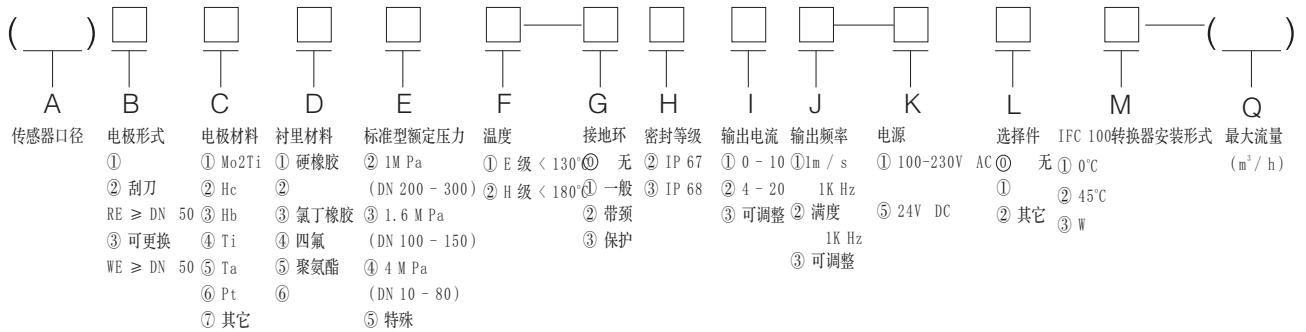 ( ) □ □ □ □ □ — □ □ □ □ — □ □ □ — ( )
A B C D E F G H I J K L M Q
传感器口径
电极形式
①
② 刮刀
RE ≥ DN 50
③ 可更换
WE ≥ DN 50
电极材料
① Mo2Ti
② Hc
③ Hb
④ Ti
⑤ Ta
⑥ Pt
⑦ 其它
衬里材料
① 硬橡胶
②
③ 氯丁橡胶
④ 四氟
⑤ 聚氨酯
⑥
标准型额定压力
② 1M Pa
(DN 200 - 300)
③ 1.6 M Pa
(DN 100 - 150)
④ 4 M Pa
(DN 10 - 80)
⑤ 特殊
温度
① E 级 < 130℃
② H 级 < 180℃
接地环
⓪ 无
① 一般
② 带颈
③ 保护
密封等级
② IP 67
③ IP 68
输出电流
① 0 - 10
② 4 - 20
③ 可调整
输出频率
①1m / s
1K Hz
② 满度
1K Hz
③ 可调整
电源
① 100-230V AC
⑤ 24V DC
选择件
⓪ 无
①
② 其它
IFC 100转换器安装形式
① 0℃
② 45℃
③ W
最大流量
(m³/ h)